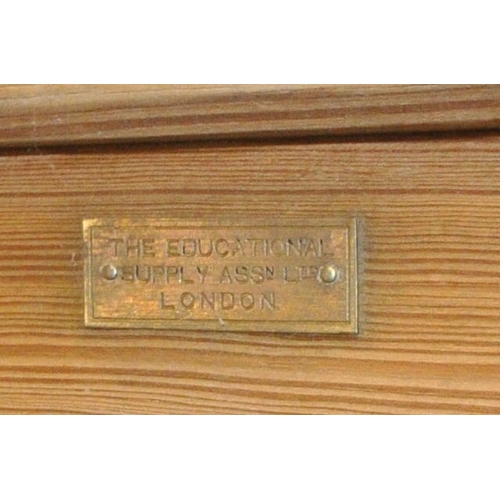 THE EDUCATIONAL
SUPPLY ASSN LTD
LONDON